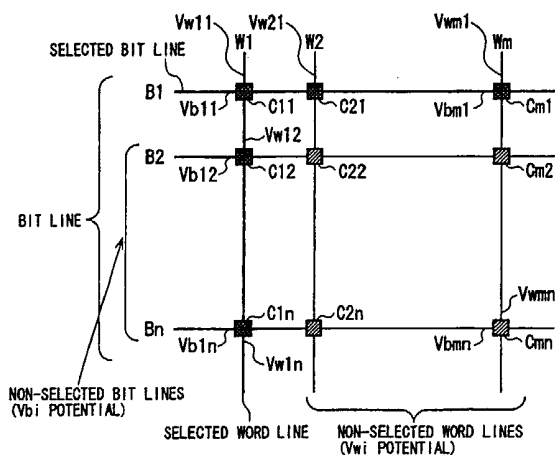 Vw11 W1 Vw21 W2 Vwm1 Wm
SELECTED BIT LINE
B1 Vb11 C11 C21 Vbm1 Cm1
Vw12
B2 Vb12 C12 C22 Cm2
BIT LINE
Vwmn
C1n C2n
Bn Vb1n Vbmn Cmn
Vw1n
NON-SELECTED BIT LINES
(Vbi POTENTIAL)
SELECTED WORD LINE
NON-SELECTED WORD LINES
(Vwi POTENTIAL)